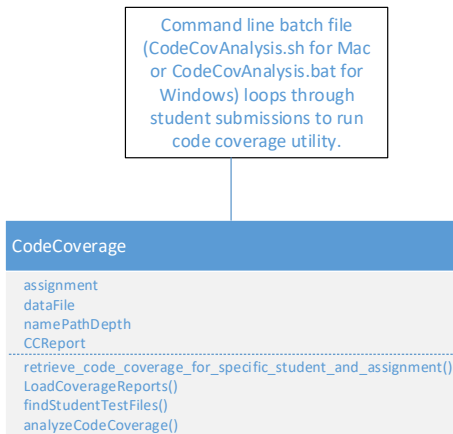 Command line batch file
(CodeCovAnalysis.sh for Mac
or CodeCovAnalysis.bat for
Windows) loops through
student submissions to run
code coverage utility.
CodeCoverage
assignment
dataFile
namePathDepth
CCReport
retrieve_code_coverage_for_specific_student_and_assignment()
LoadCoverageReports()
findStudentTestFiles()
analyzeCodeCoverage()